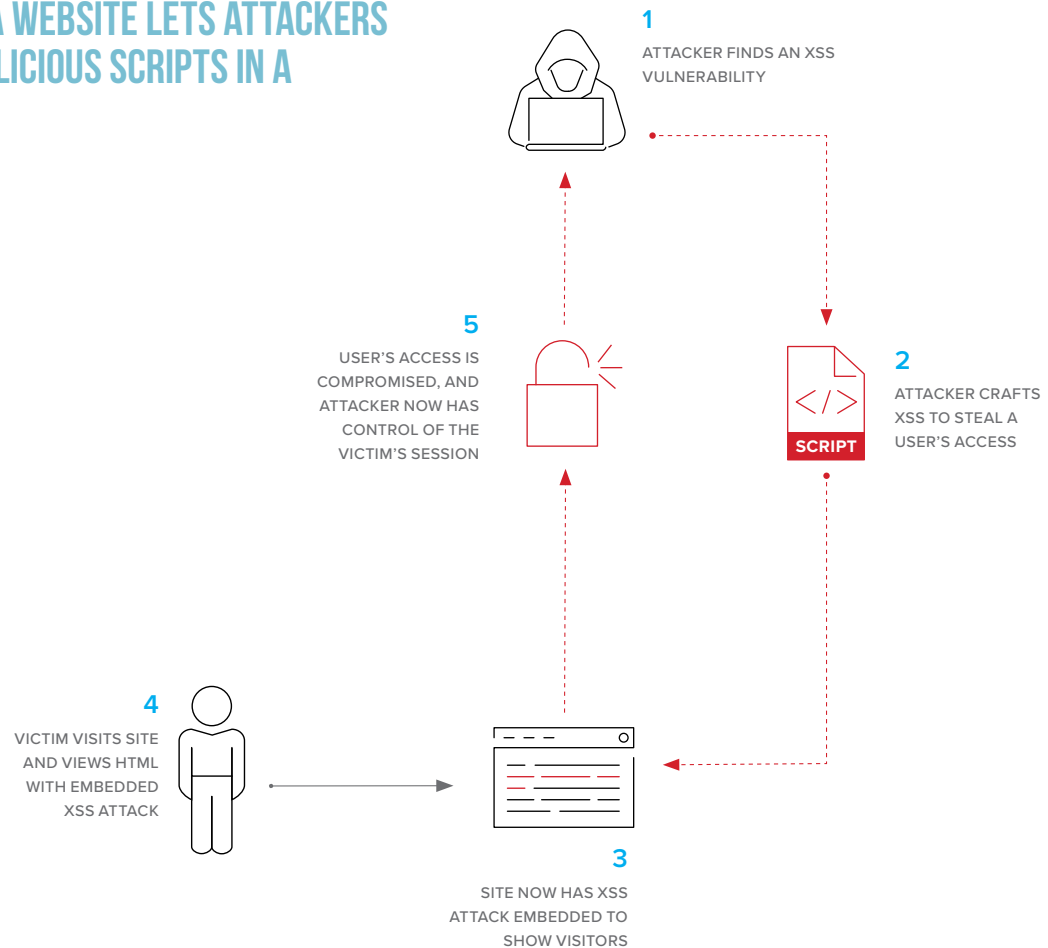 A WEBSITE LETS ATTACKERS
LICIOUS SCRIPTS IN A
1
ATTACKER FINDS AN XSS
VULNERABILITY
2
ATTACKER CRAFTS
XSS TO STEAL A
USER'S ACCESS
</>
SCRIPT
5
USER'S ACCESS IS
COMPROMISED, AND
ATTACKER NOW HAS
CONTROL OF THE
VICTIM'S SESSION
4
VICTIM VISITS SITE
AND VIEWS HTML
WITH EMBEDDED
XSS ATTACK
3
SITE NOW HAS XSS
ATTACK EMBEDDED TO
SHOW VISITORS